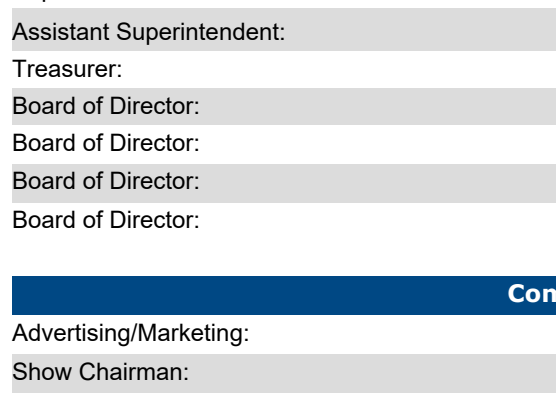 Assistant Superintendent:
Treasurer:
Board of Director:
Board of Director:
Board of Director:
Board of Director:
Con
Advertising/Marketing:
Show Chairman: